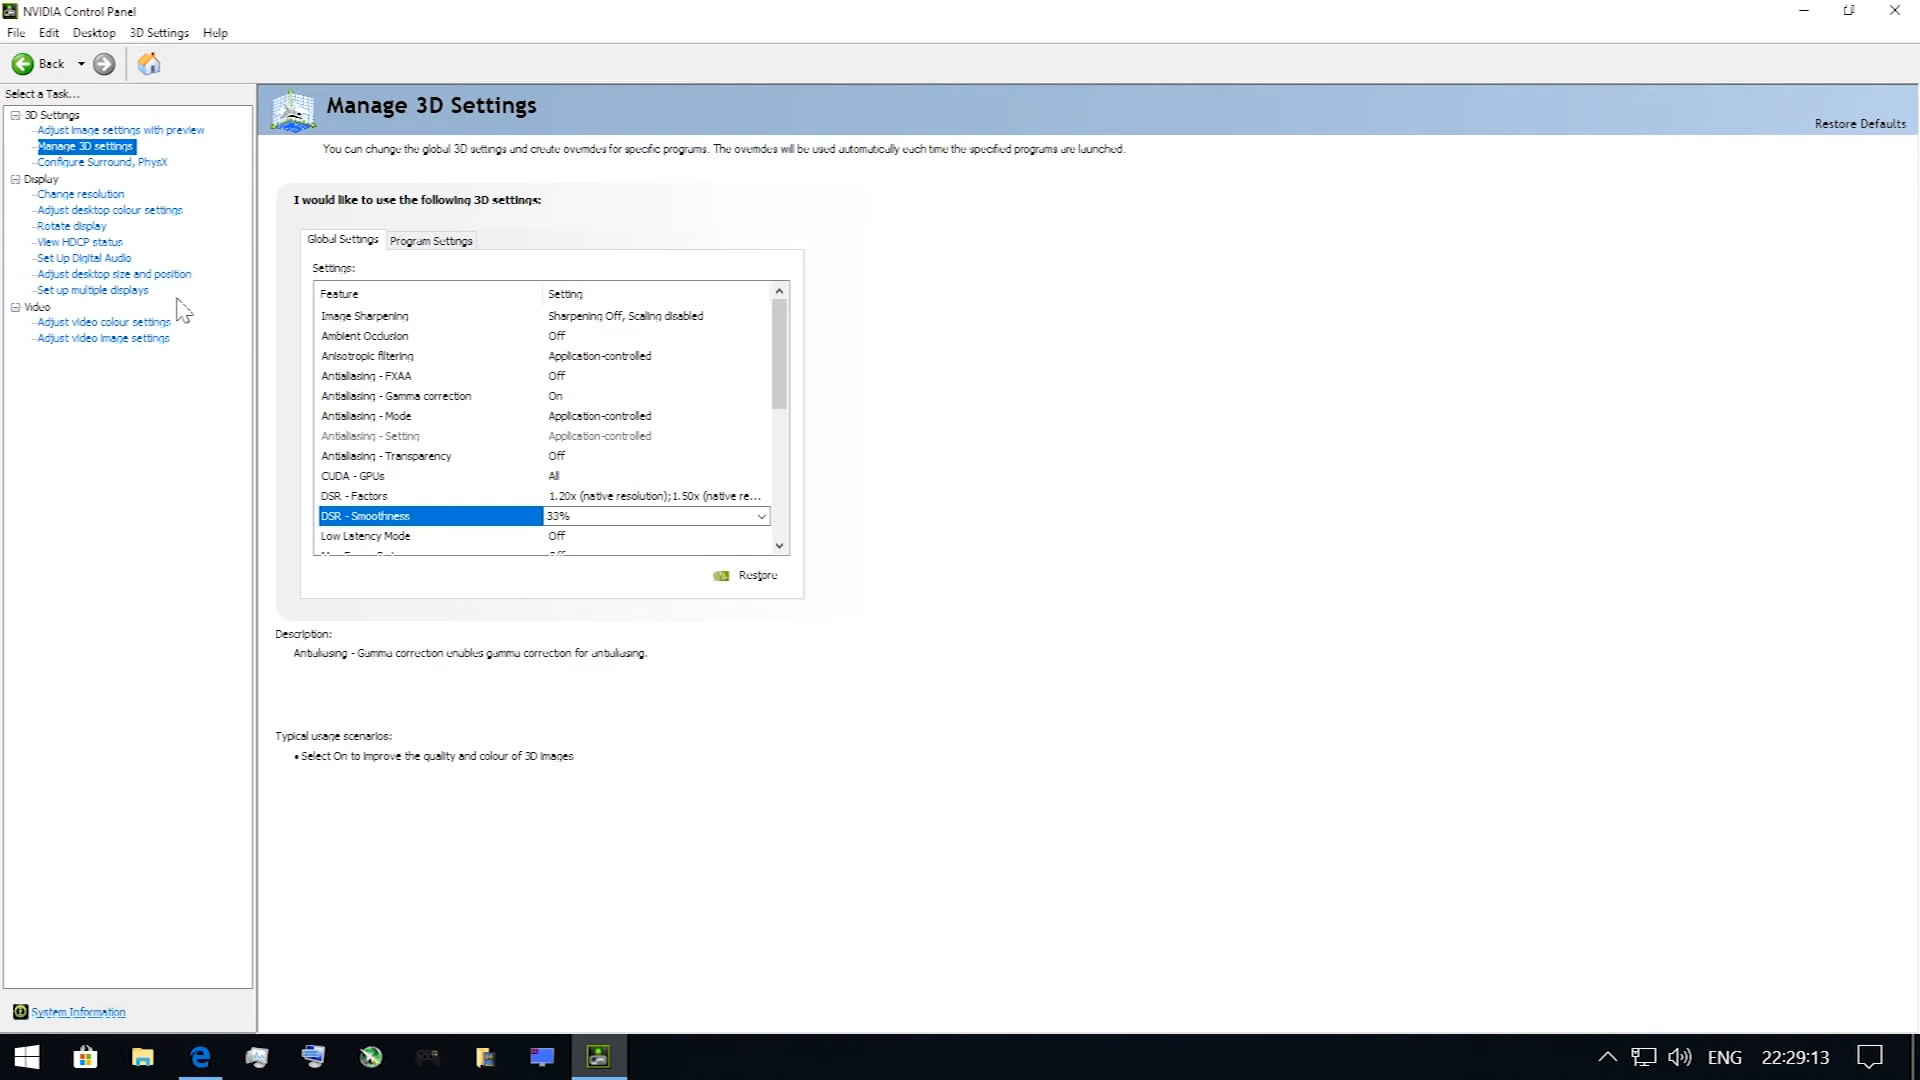 NVIDIA Control Panel
File Edit Desktop 3D Settings Help
Back
Select a Task...
3D Settings
Adjust image settings with preview
Manage 3D settings
Configure Surround, PhysX
Display
Change resolution
Adjust desktop colour settings
Rotate display
View HDCP status
Set Up Digital Audio
Adjust desktop size and position
Set up multiple displays
Video
Adjust video colour settings
Adjust video image settings
System Information
Manage 3D Settings
Restore Defaults
You can change the global 3D settings and create overrides for specific programs. The overrides will be used automatically each time the specified programs are launched.
I would like to use the following 3D settings:
Global Settings Program Settings
Settings:
Feature Setting
Image Sharpening Sharpening Off, Scaling disabled
Ambient Occlusion Off
Anisotropic filtering Application-controlled
Antialiasing - FXAA Off
Antialiasing - Gamma correction On
Antialiasing - Mode Application-controlled
Antialiasing - Setting Application-controlled
Antialiasing - Transparency Off
CUDA - GPUs All
DSR - Factors 1.20x (native resolution);1.50x (native re...
DSR - Smoothness 33%
Low Latency Mode Off
Restore
Description:
Antialiasing - Gamma correction enables gamma correction for antialiasing.
Typical usage scenarios:
• Select On to improve the quality and colour of 3D images
ENG 22:29:13